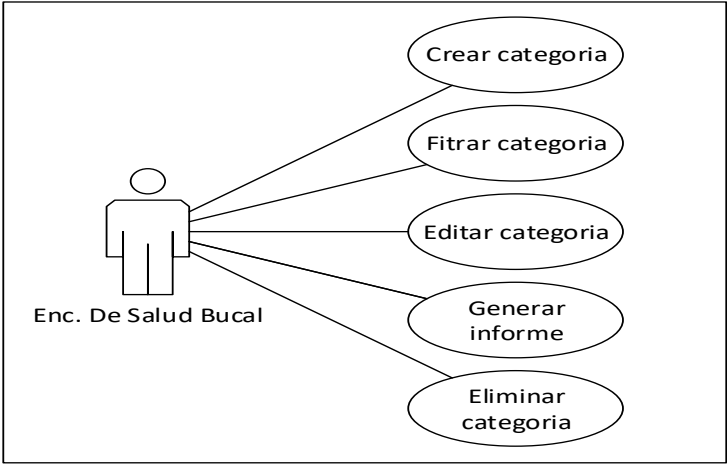 Crear categoria
Fitrar categoria
Editar categoria
Enc. De Salud Bucal
Generar
informe
Eliminar
categoria